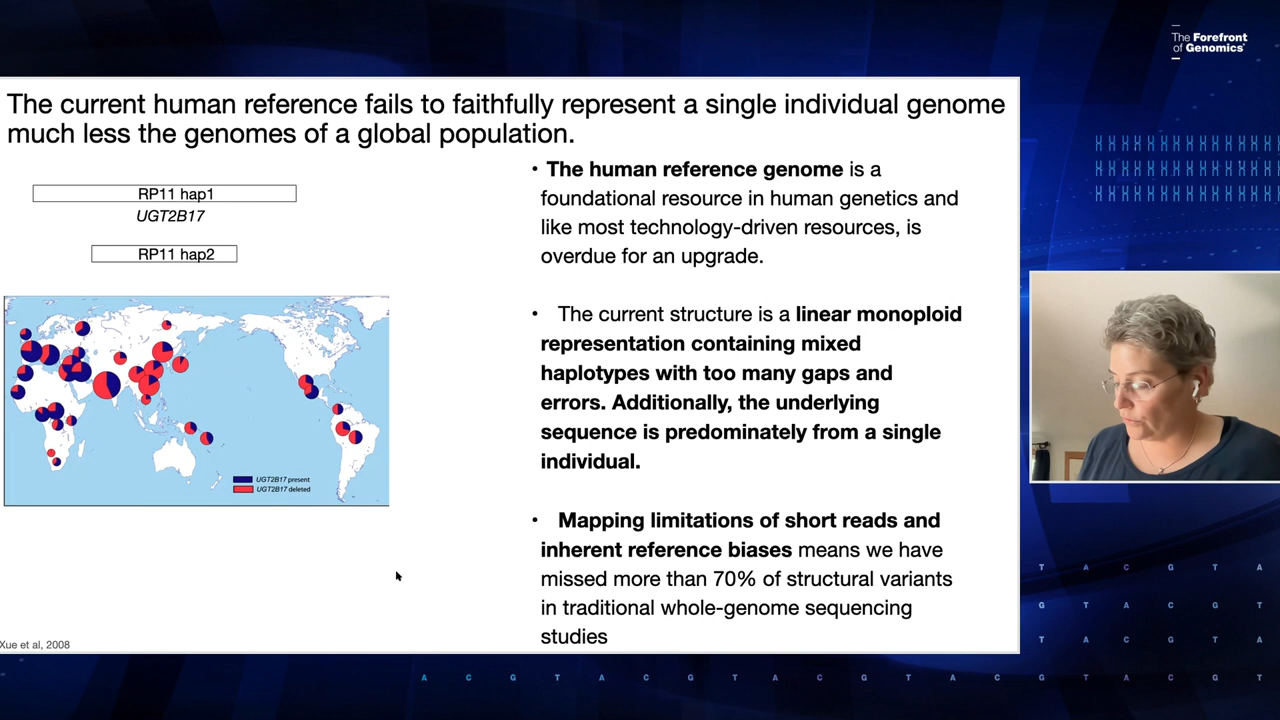 The Forefront
of Genomics
The current human reference fails to faithfully represent a single individual genome
much less the genomes of a global population.
RP11 hap1
UGT2B17
RP11 hap2
UGT2B17 present
UGT2B17 deleted
• The human reference genome is a
foundational resource in human genetics and
like most technology-driven resources, is
overdue for an upgrade.
• The current structure is a linear monoploid
representation containing mixed
haplotypes with too many gaps and
errors. Additionally, the underlying
sequence is predominately from a single
individual.
• Mapping limitations of short reads and
inherent reference biases means we have
missed more than 70% of structural variants
in traditional whole-genome sequencing
studies
Xue et al, 2008
T A C G T A
G T A C G T
T A C G T A
A C G T A C G T A C G T A C G T A C G T